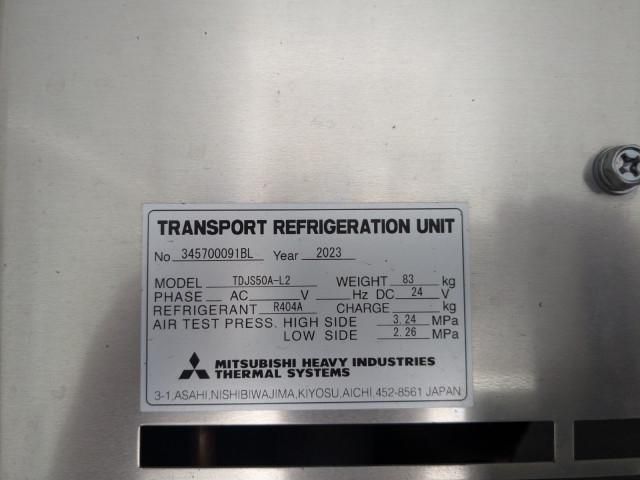 TRANSPORT REFRIGERATION UNIT
No 345700091BL Year 2023
MODEL TDJS50A-L2 WEIGHT 83 kg
PHASE AC V Hz DC 24 V
REFRIGERANT R404A CHARGE kg
AIR TEST PRESS. HIGH SIDE 3.24 MPa
LOW SIDE 2.26 MPa
MITSUBISHI HEAVY INDUSTRIES
THERMAL SYSTEMS
3-1,ASAHI,NISHIBIWAJIMA,KIYOSU,AICHI,452-8561 JAPAN